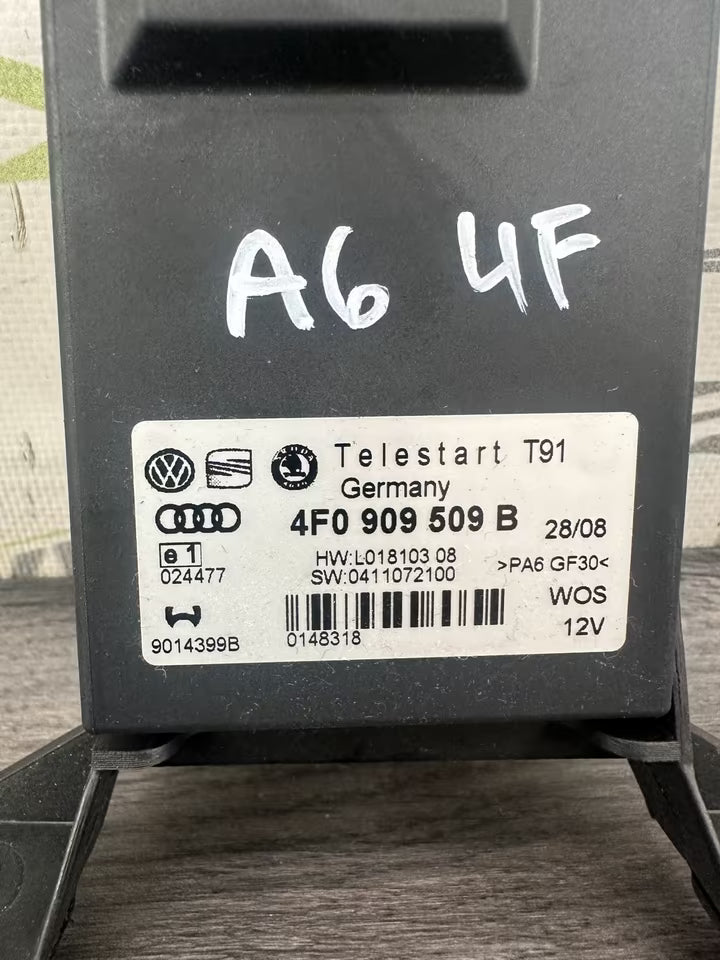 A6 4F
Telestart T91
Germany
4F0 909 509 B 28/08
e1
024477
HW:L018103 08
SW:0411072100
>PA6 GF30<
WOS
9014399B
0148318
12V